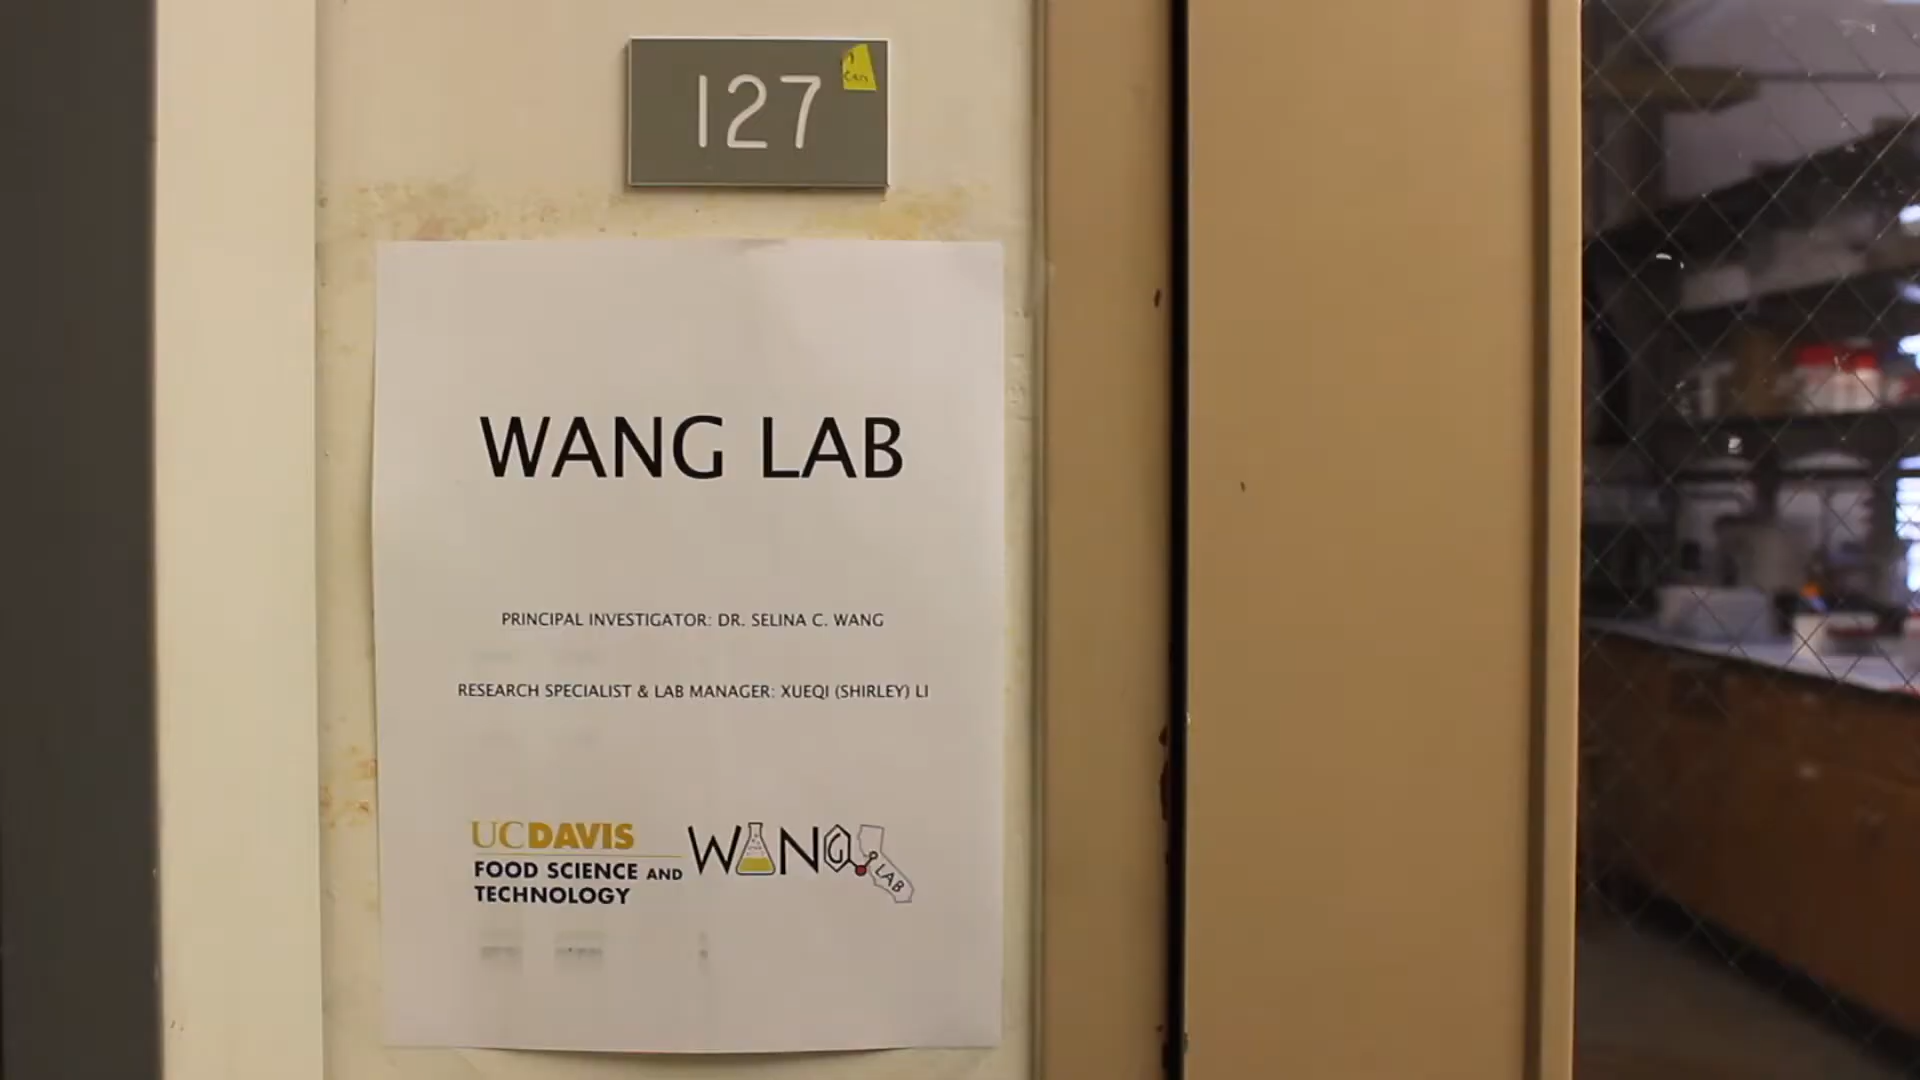 127
WANG LAB
PRINCIPAL INVESTIGATOR: DR. SELINA C. WANG
RESEARCH SPECIALIST & LAB MANAGER: XUEQI (SHIRLEY) LI
UCDAVIS
FOOD SCIENCE AND
TECHNOLOGY
WANG
LAB